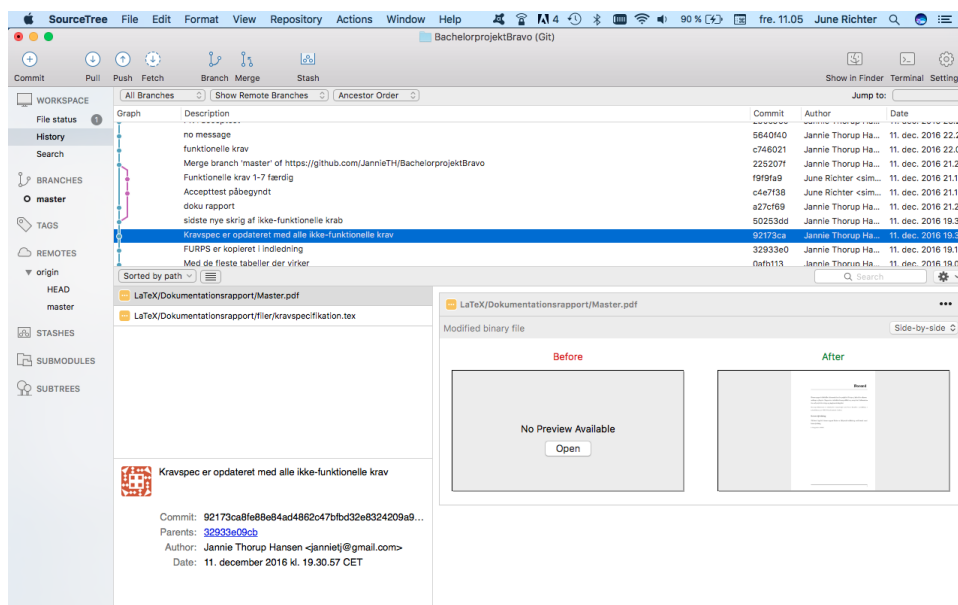 SourceTree File Edit Format View Repository Actions Window Help 4 90 % fre. 11.05 June Richter
BachelorprojektBravo (Git)
Commit Pull Push Fetch Branch Merge Stash Show in Finder Terminal Setting
WORKSPACE
File status 1
History
Search
BRANCHES
master
TAGS
REMOTES
origin
HEAD
master
STASHES
SUBMODULES
SUBTREES
All Branches Show Remote Branches Ancestor Order Jump to:
Graph Description Commit Author Date
no message 5640f40 Jannie Thorup Ha... 11. dec. 2016 22.2
funktionelle krav c746021 Jannie Thorup Ha... 11. dec. 2016 22.0
Merge branch 'master' of https://github.com/JannieTH/BachelorprojektBravo 225207f Jannie Thorup Ha... 11. dec. 2016 21.2
Funktionelle krav 1-7 færdig f9f9fa9 June Richter <sim... 11. dec. 2016 21.1
Accepttest påbegyndt c4e7f38 June Richter <sim... 11. dec. 2016 21.1
doku rapport a27cf69 Jannie Thorup Ha... 11. dec. 2016 21.2
sidste nye skrig af ikke-funktionelle krab 50253dd Jannie Thorup Ha... 11. dec. 2016 19.3
Kravspec er opdateret med alle ikke-funktionelle krav 92173ca Jannie Thorup Ha... 11. dec. 2016 19.3
FURPS er kopieret i indledning 32933e0 Jannie Thorup Ha... 11. dec. 2016 19.1
Med de fleste tabeller der virker 0afb113 Jannie Thorup Ha... 11. dec. 2016 19.0
Sorted by path Search
LaTeX/Dokumentationsrapport/Master.pdf
LaTeX/Dokumentationsrapport/filer/kravspecifikation.tex
Kravspec er opdateret med alle ikke-funktionelle krav
Commit: 92173ca8fe88e84ad4862c47bfbd32e8324209a9...
Parents: 32933e09cb
Author: Jannie Thorup Hansen <jannietj@gmail.com>
Date: 11. december 2016 kl. 19.30.57 CET
LaTeX/Dokumentationsrapport/Master.pdf
Modified binary file Side-by-side
Before After
No Preview Available
Open